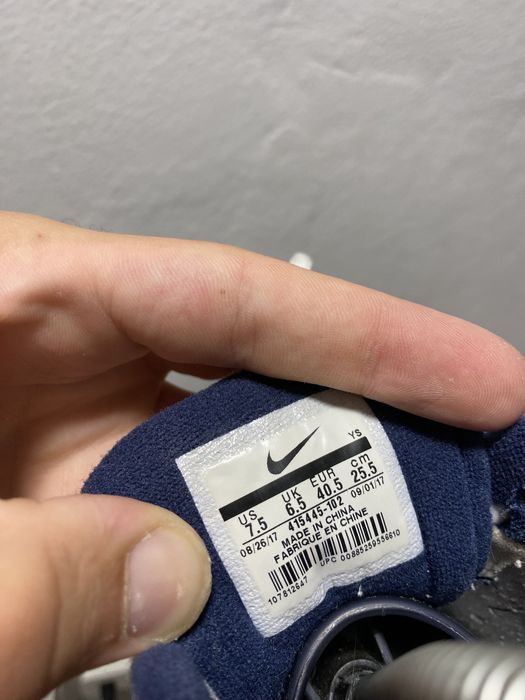 YS
US UK EUR cm
7.5 6.5 40.5 25.5
08/26/17 415445-102 09/01/17
MADE IN CHINA
FABRIQUE EN CHINE
UPC 00885259556610
107812647